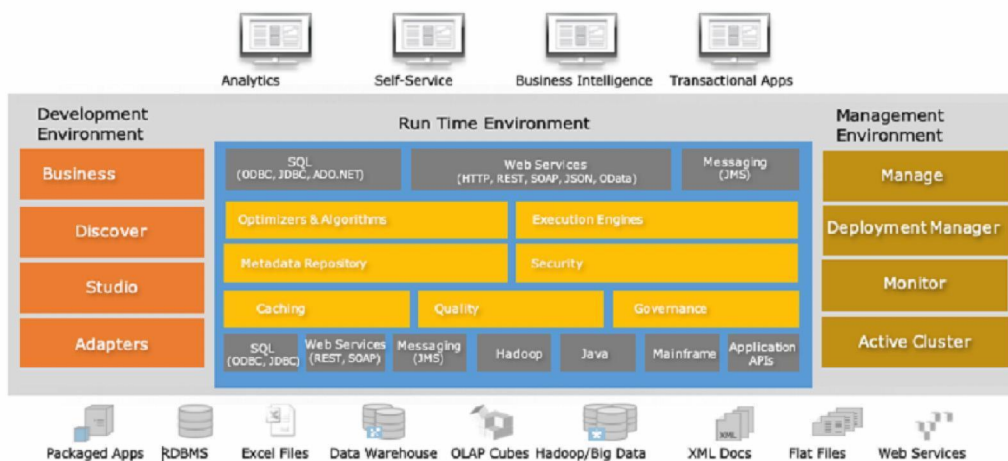 Analytics
Self-Service
Business Intelligence
Transactional Apps
Development
Environment
Run Time Environment
Management
Environment
Business
Discover
Studio
Adapters
SQL
(ODBC, JDBC, ADO.NET)
Web Services
(HTTP, REST, SOAP, JSON, OData)
Messaging
(JMS)
Optimizers & Algorithms
Execution Engines
Metadata Repository
Security
Caching
Quality
Governance
SQL
(ODBC, JDBC)
Web Services
(REST, SOAP)
Messaging
(JMS)
Hadoop
Java
Mainframe
Application
APIs
Manage
Deployment Manager
Monitor
Active Cluster
Packaged Apps
RDBMS
Excel Files
Data Warehouse
OLAP Cubes
Hadoop/Big Data
XML
XML Docs
Flat Files
Web Services